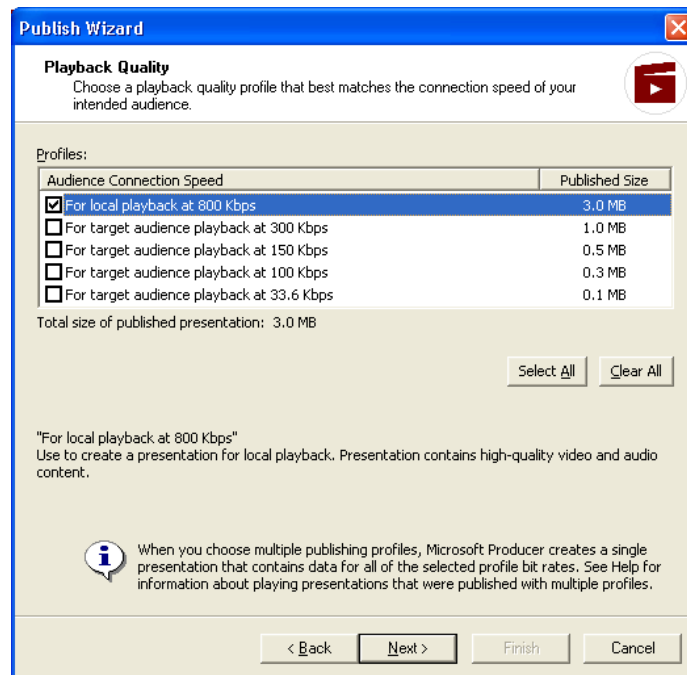 Publish Wizard
Playback Quality
Choose a playback quality profile that best matches the connection speed of your
intended audience.
Profiles:
Audience Connection Speed Published Size
For local playback at 800 Kbps 3.0 MB
For target audience playback at 300 Kbps 1.0 MB
For target audience playback at 150 Kbps 0.5 MB
For target audience playback at 100 Kbps 0.3 MB
For target audience playback at 33.6 Kbps 0.1 MB
Total size of published presentation: 3.0 MB
Select All Clear All
"For local playback at 800 Kbps"
Use to create a presentation for local playback. Presentation contains high-quality video and audio
content.
When you choose multiple publishing profiles, Microsoft Producer creates a single
presentation that contains data for all of the selected profile bit rates. See Help for
information about playing presentations that were published with multiple profiles.
< Back Next > Finish Cancel